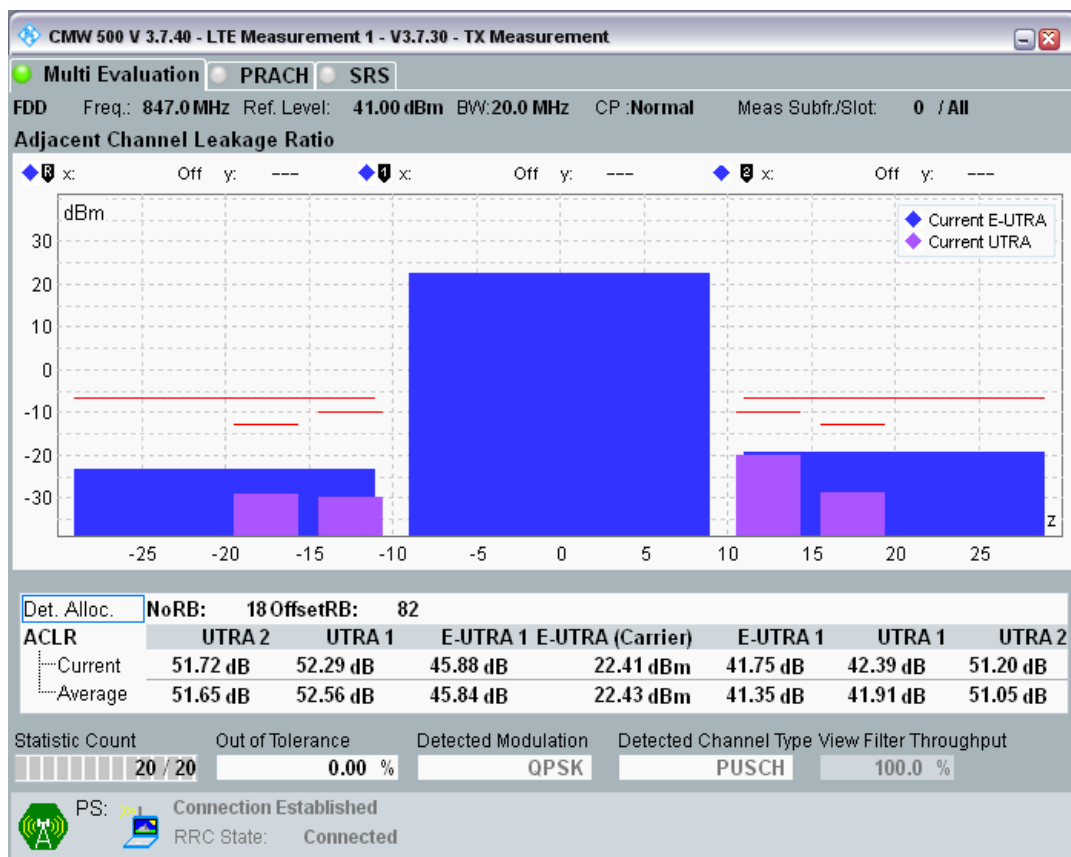 CMW 500 V 3.7.40 - LTE Measurement 1 - V3.7.30 - TX Measurement
Multi Evaluation PRACH SRS
FDD Freq.: 847.0 MHz Ref. Level: 41.00 dBm BW:20.0 MHz CP :Normal Meas Subfr./Slot: 0 / All
Adjacent Channel Leakage Ratio
R x: Off y: --- 1 x: Off y: --- 2 x: Off y: ---
dBm
Current E-UTRA
Current UTRA
30
20
10
0
-10
-20
-30
z
-25 -20 -15 -10 -5 0 5 10 15 20 25
Det. Alloc. NoRB: 18 OffsetRB: 82
ACLR UTRA 2 UTRA 1 E-UTRA 1 E-UTRA (Carrier) E-UTRA 1 UTRA 1 UTRA 2
Current 51.72 dB 52.29 dB 45.88 dB 22.41 dBm 41.75 dB 42.39 dB 51.20 dB
Average 51.65 dB 52.56 dB 45.84 dB 22.43 dBm 41.35 dB 41.91 dB 51.05 dB
Statistic Count Out of Tolerance Detected Modulation Detected Channel Type View Filter Throughput
20 / 20 0.00 % QPSK PUSCH 100.0 %
PS: Connection Established
RRC State: Connected